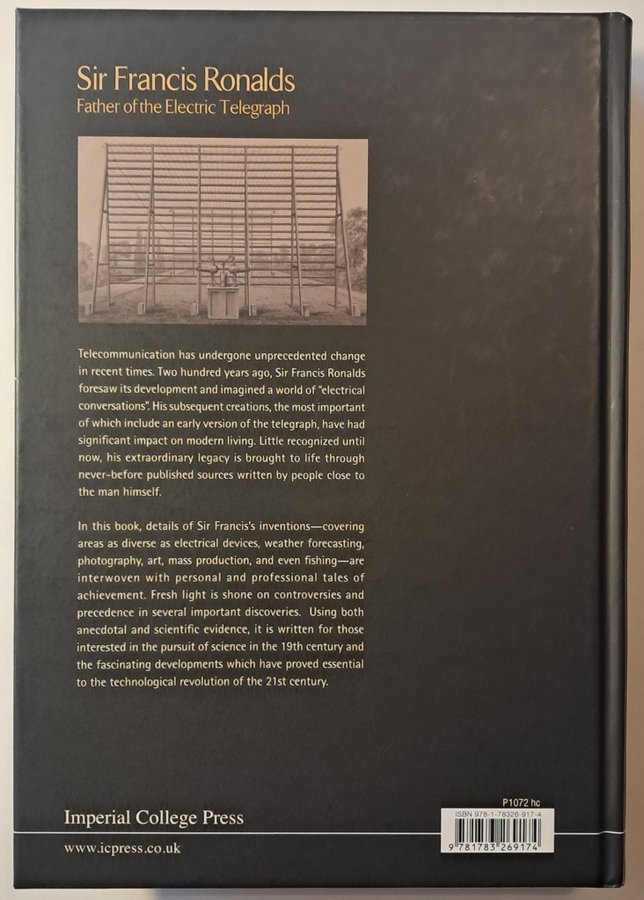 Sir Francis Ronalds
Father of the Electric Telegraph
Telecommunication has undergone unprecedented change
in recent times. Two hundred years ago, Sir Francis Ronalds
foresaw its development and imagined a world of "electrical
conversations". His subsequent creations, the most important
of which include an early version of the telegraph, have had
significant impact on modern living. Little recognized until
now, his extraordinary legacy is brought to life through
never-before published sources written by people close to
the man himself.
In this book, details of Sir Francis's inventions—covering
areas as diverse as electrical devices, weather forecasting,
photography, art, mass production, and even fishing—are
interwoven with personal and professional tales of
achievement. Fresh light is shone on controversies and
precedence in several important discoveries. Using both
anecdotal and scientific evidence, it is written for those
interested in the pursuit of science in the 19th century and
the fascinating developments which have proved essential
to the technological revolution of the 21st century.
P1072 hc
Imperial College Press
ISBN 978-1-78326-917-4
www.icpress.co.uk
9 781783 269174